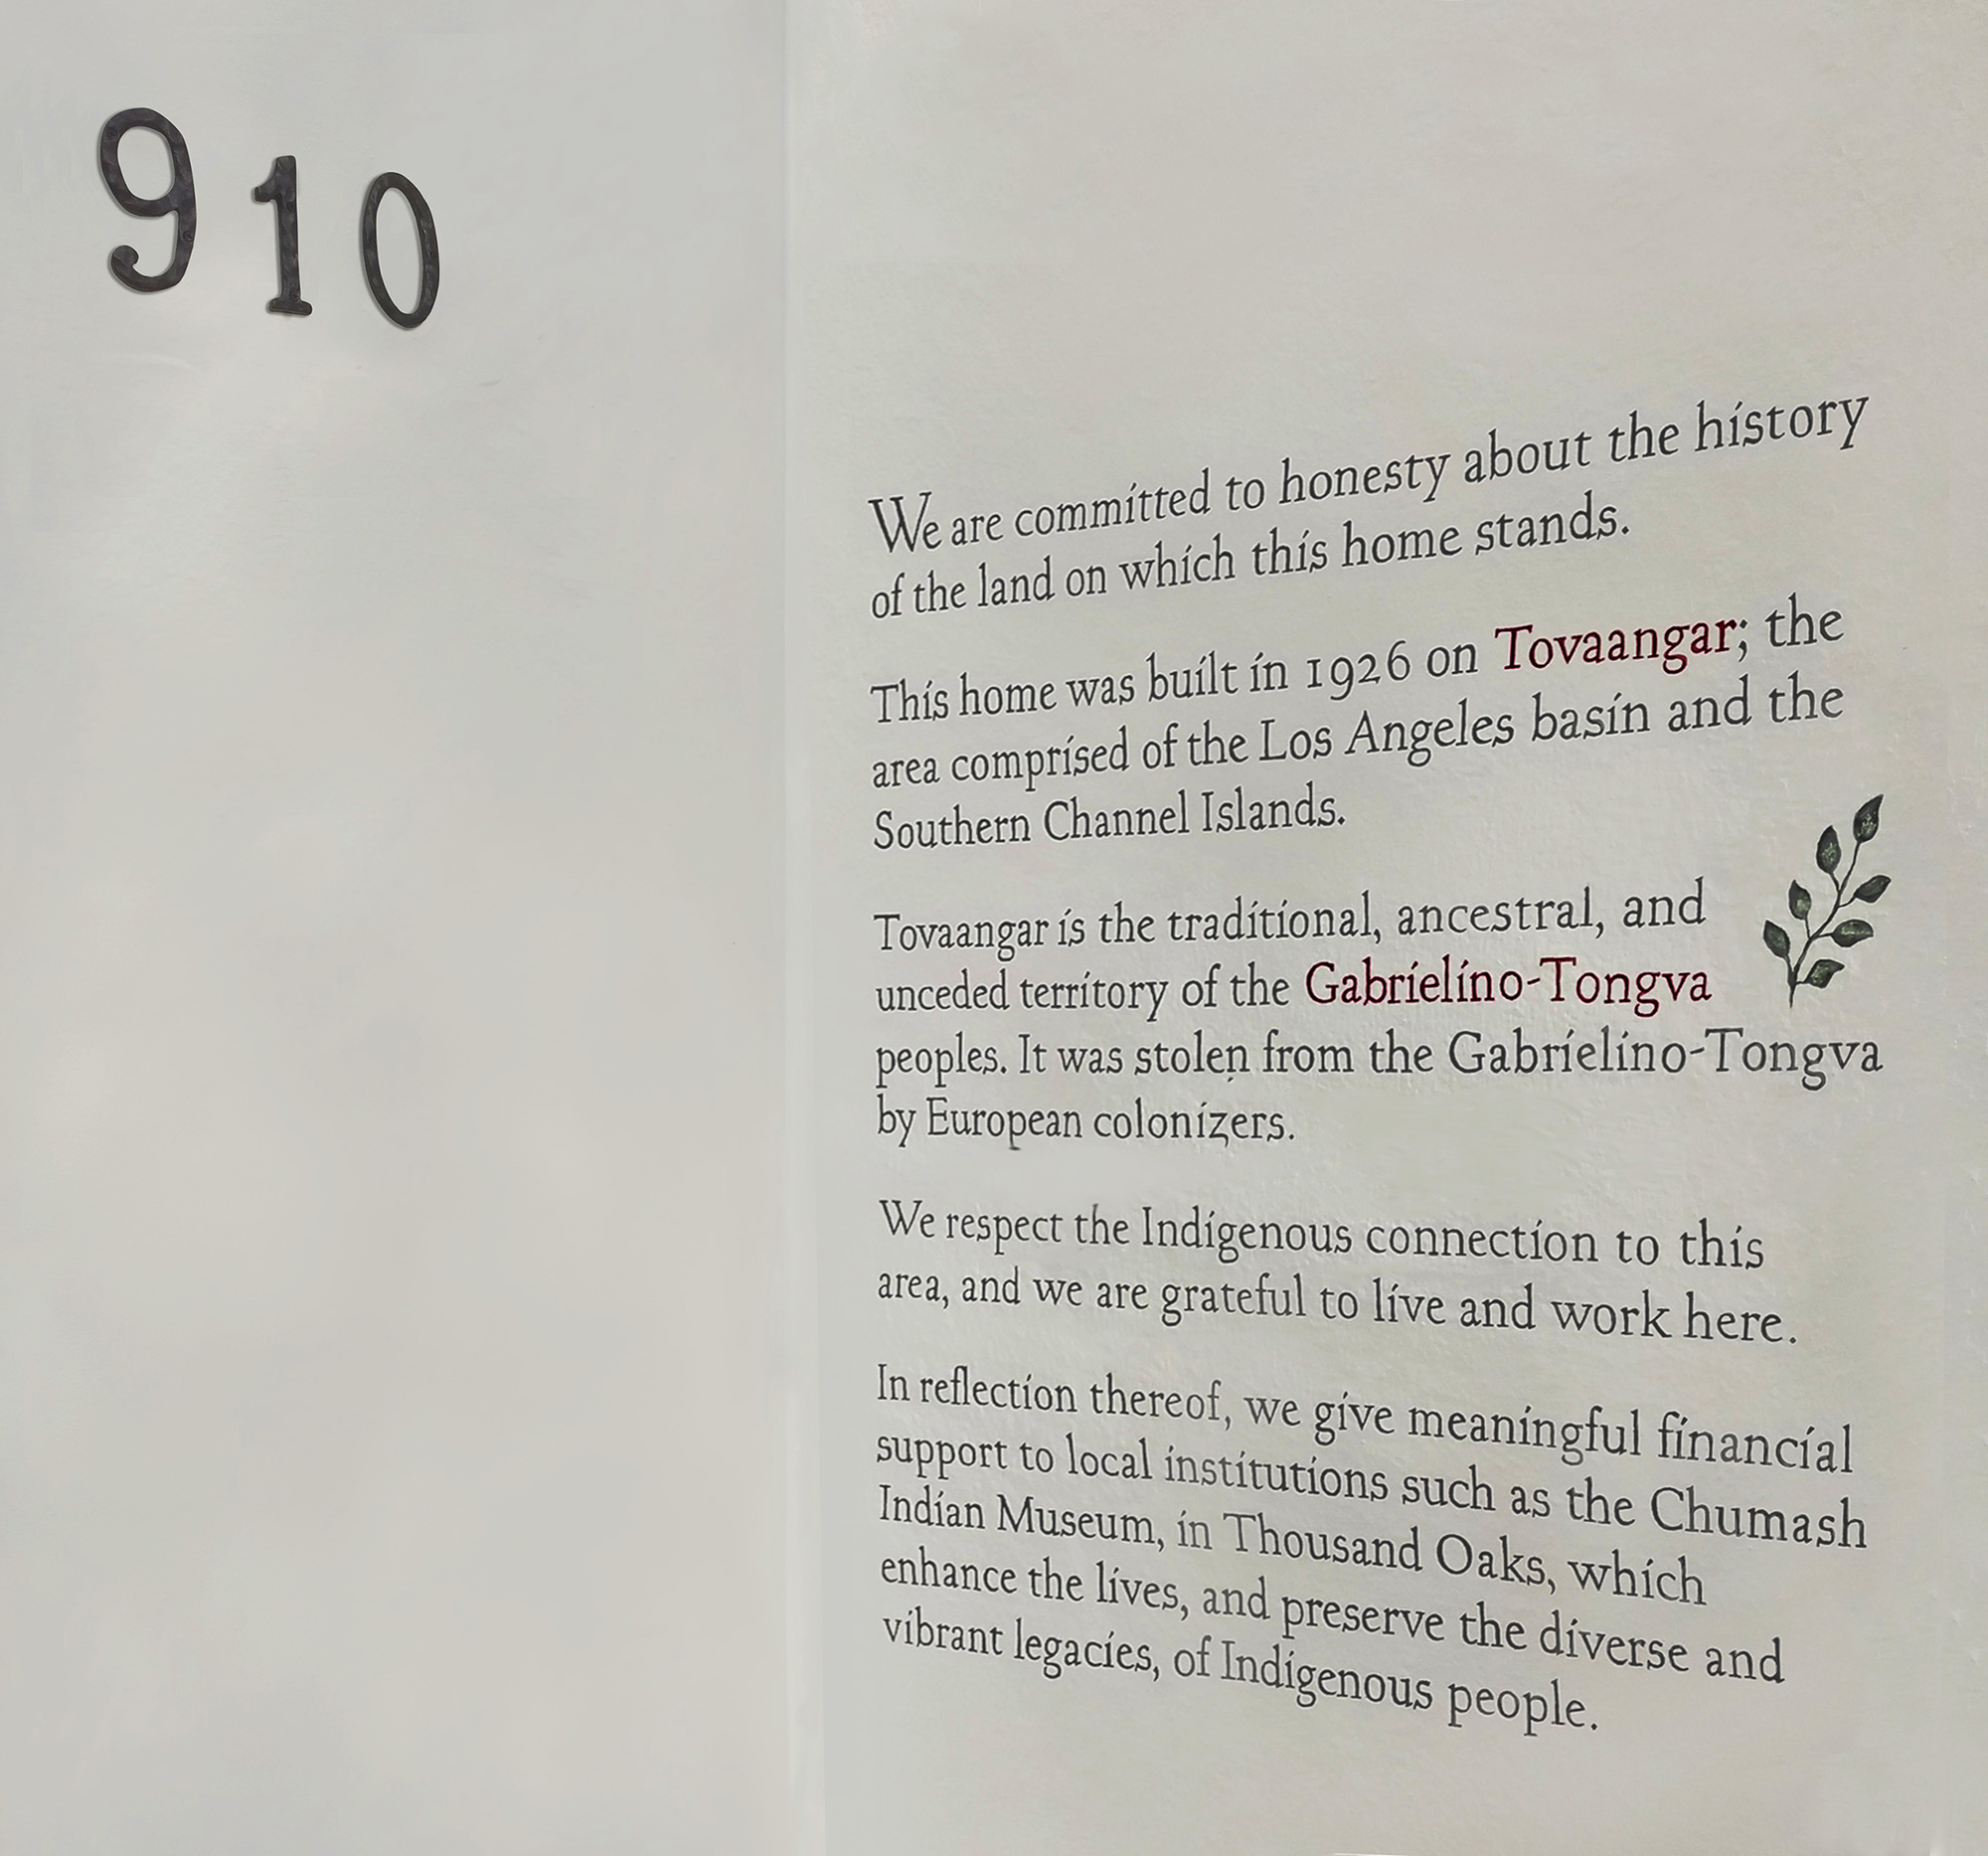 910
We are committed to honesty about the history
of the land on which this home stands.
This home was built in 1926 on Tovaangar; the
area comprised of the Los Angeles basin and the
Southern Channel Islands.
Tovaangar is the traditional, ancestral, and
unceded territory of the Gabrielino-Tongva
peoples. It was stolen from the Gabrielino-Tongva
by European colonizers.
We respect the Indigenous connection to this
area, and we are grateful to live and work here.
In reflection thereof, we give meaningful financial
support to local institutions such as the Chumash
Indian Museum, in Thousand Oaks, which
enhance the lives, and preserve the diverse and
vibrant legacies, of Indigenous people.